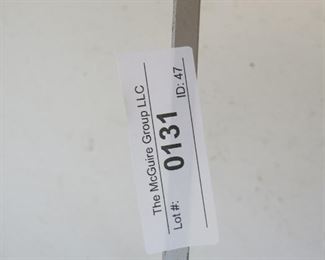 The McGuire Group LLC
Lot #: 0131 ID: 47